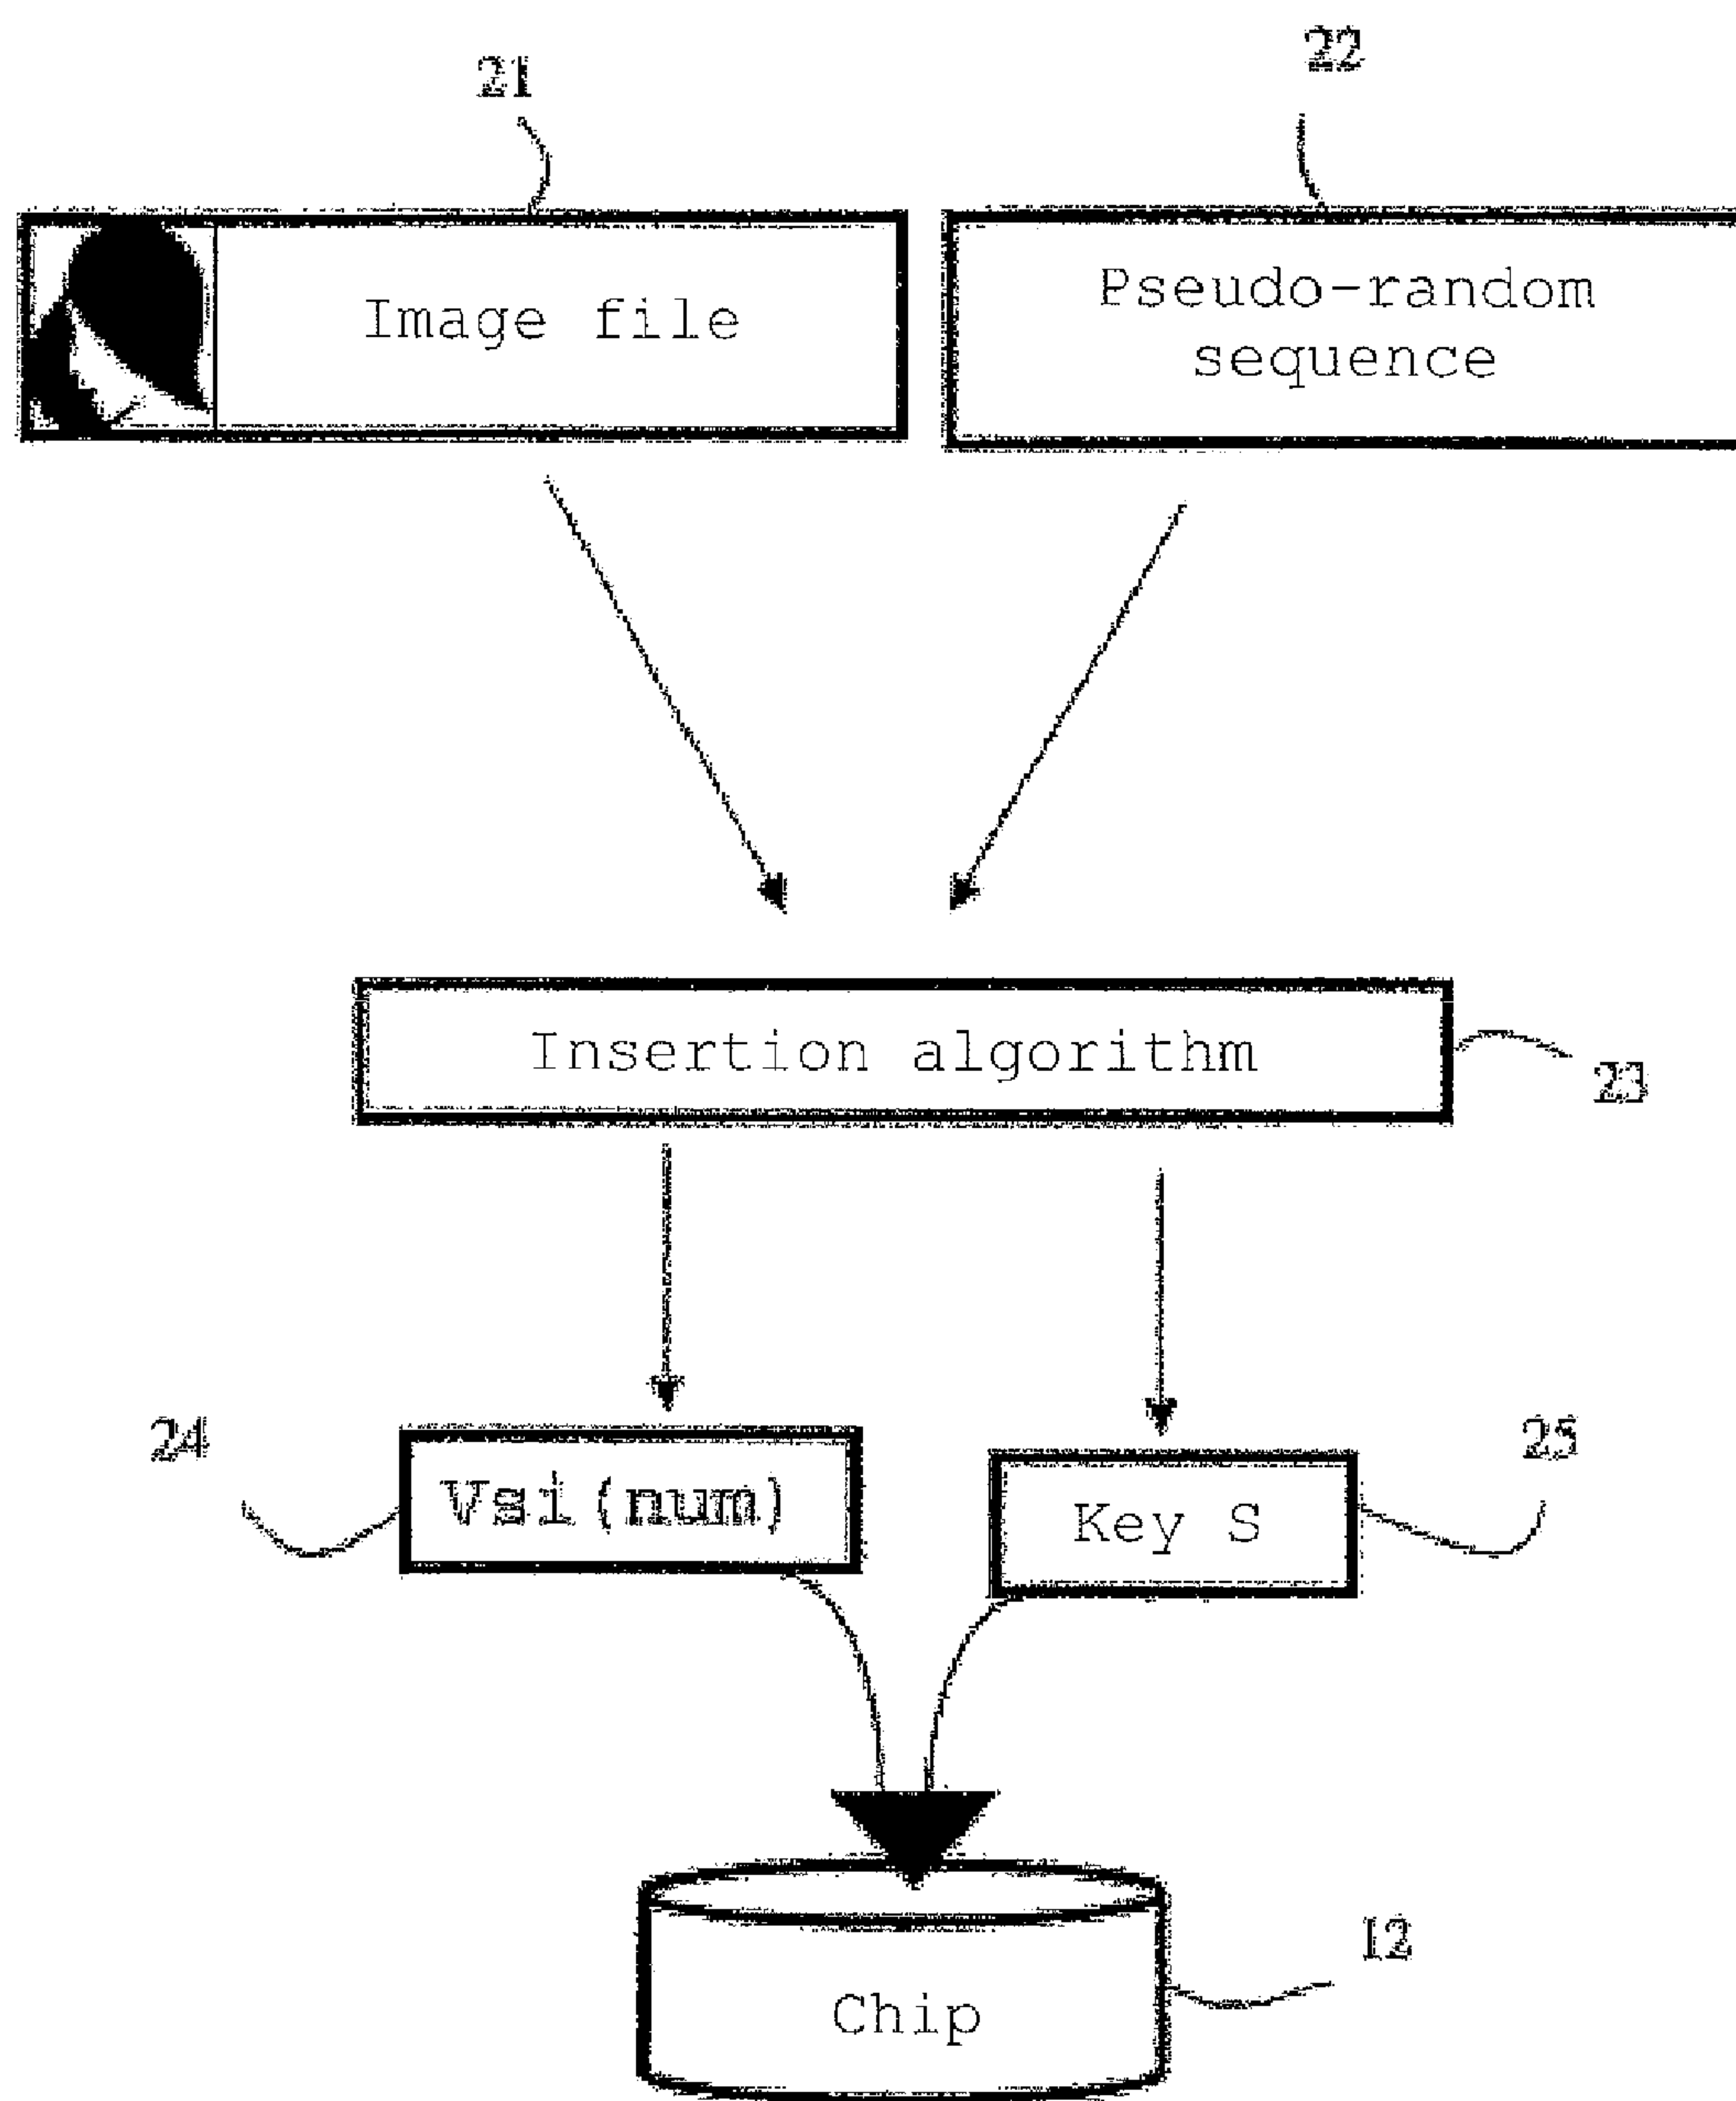 21
22
Image file
Pseudo-random
sequence
Insertion algorithm
23
24
Vsi(num)
Key S
25
12
Chip